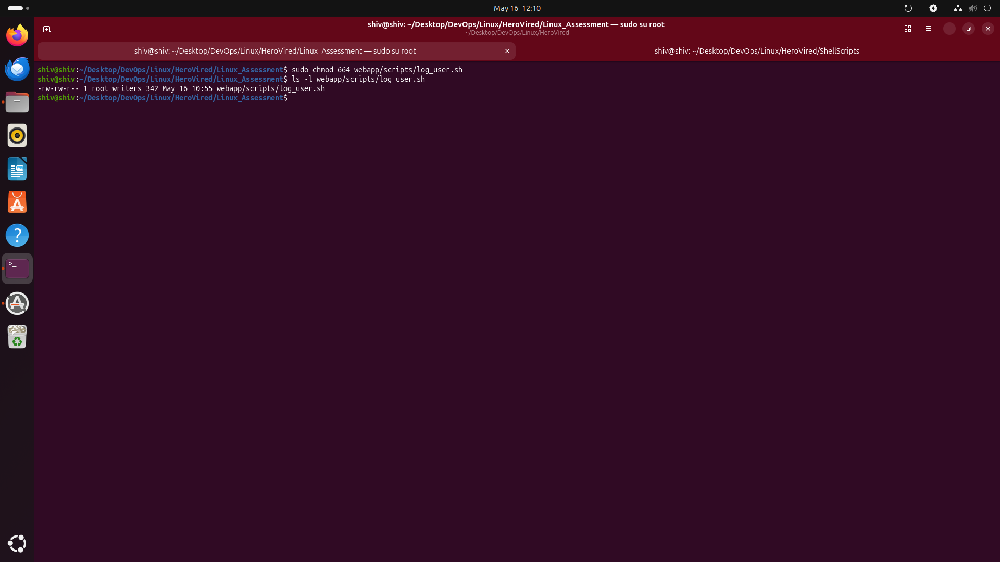 May 16 12:10
shiv@shiv: ~/Desktop/DevOps/Linux/HeroVired/Linux_Assessment — sudo su root
~/Desktop/DevOps/Linux/HeroVired
shiv@shiv: ~/Desktop/DevOps/Linux/HeroVired/Linux_Assessment — sudo su root
shiv@shiv: ~/Desktop/DevOps/Linux/HeroVired/ShellScripts
shiv@shiv:~/Desktop/DevOps/Linux/HeroVired/Linux_Assessment$ sudo chmod 664 webapp/scripts/log_user.sh
shiv@shiv:~/Desktop/DevOps/Linux/HeroVired/Linux_Assessment$ ls -l webapp/scripts/log_user.sh
-rw-rw-r-- 1 root writers 342 May 16 10:55 webapp/scripts/log_user.sh
shiv@shiv:~/Desktop/DevOps/Linux/HeroVired/Linux_Assessment$